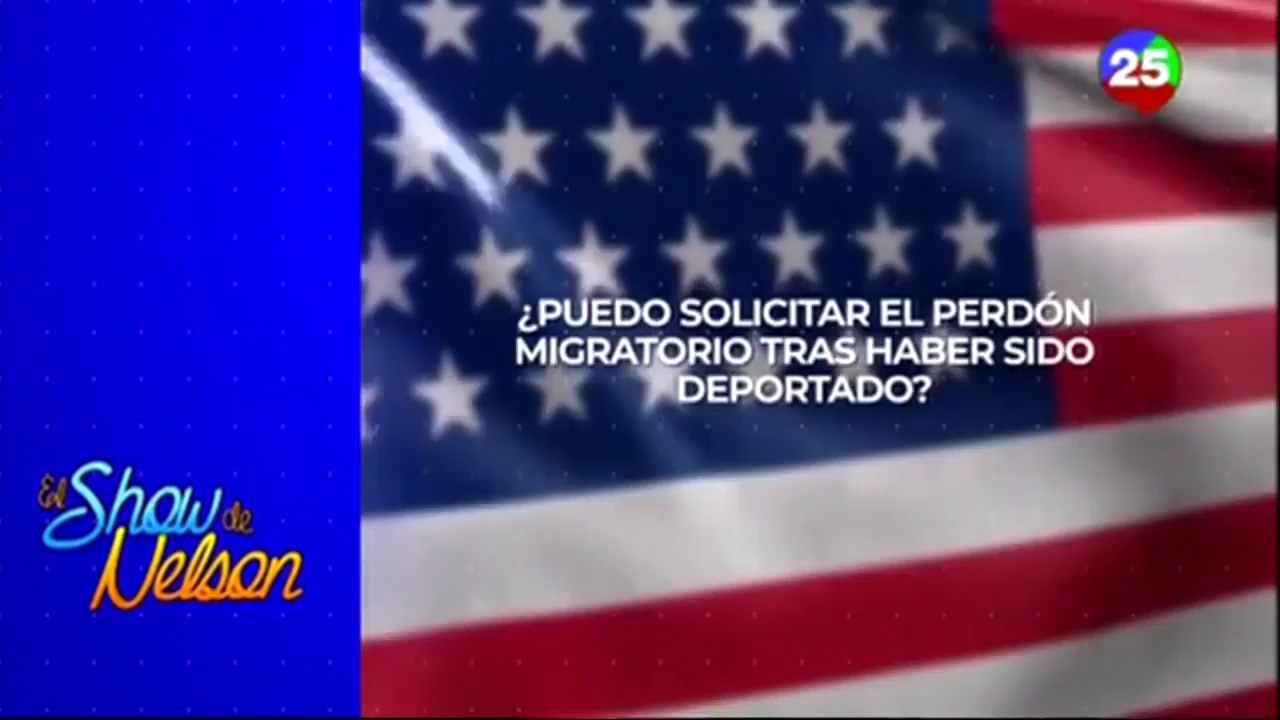 25
¿PUEDO SOLICITAR EL PERDÓN
MIGRATORIO TRAS HABER SIDO
DEPORTADO?
El Show de
Nelson